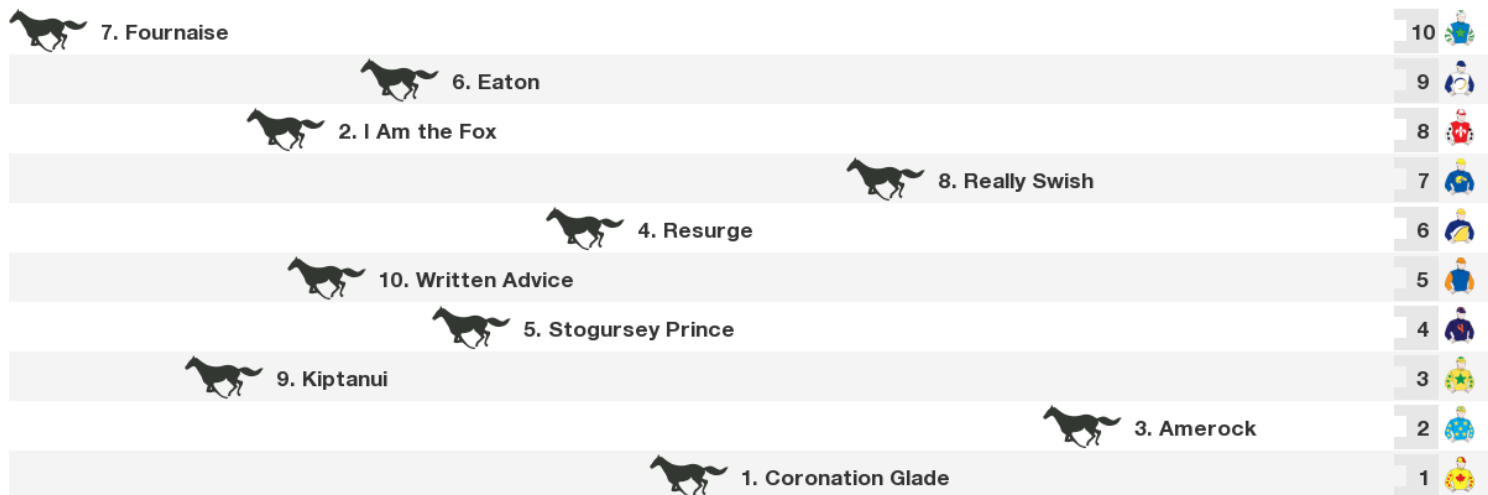 7. Fournaise 10
6. Eaton 9
2. I Am the Fox 8
8. Really Swish 7
4. Resurge 6
10. Written Advice 5
5. Stogursey Prince 4
9. Kiptanui 3
3. Amerock 2
1. Coronation Glade 1